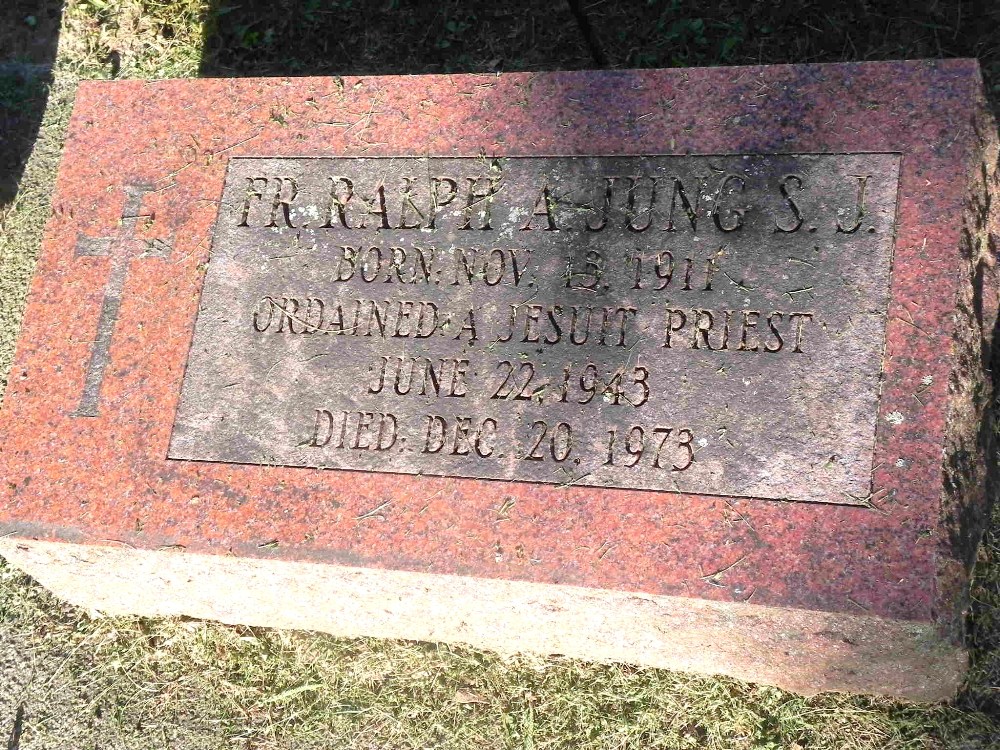 FR. RALPH A. JUNG S. J.
BORN: NOV. 13, 1911
ORDAINED A JESUIT PRIEST
JUNE 22, 1943
DIED: DEC. 20, 1973